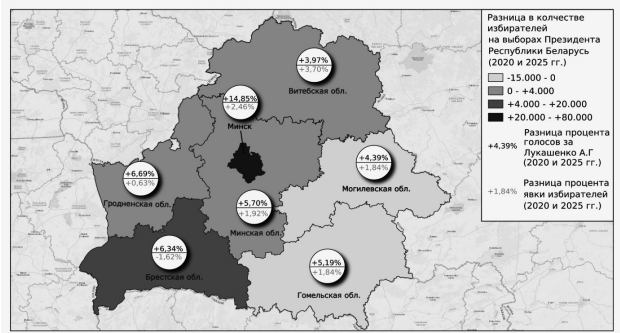 Разница в колчестве
избирателей
на выборах Президента
Республики Беларусь
(2020 и 2025 гг.)
-15.000 - 0
0 - +4.000
+4.000 - +20.000
+20.000 - +80.000
Разница процента
голосов за
+4,39%
Лукашенко А.Г
(2020 и 2025 гг.)
Разница процента
+1,84%
явки избирателей
(2020 и 2025 гг.)
+3,97%
+3,70%
Витебская обл.
+14,85%
+2,46%
Минск
+4,39%
+1,84%
Могилевская обл.
+6,69%
+0,63%
Гродненская обл.
+5,70%
+1,92%
Минская обл.
+6,34%
-1,62%
Брестская обл.
+5,19%
+1,84%
Гомельская обл.